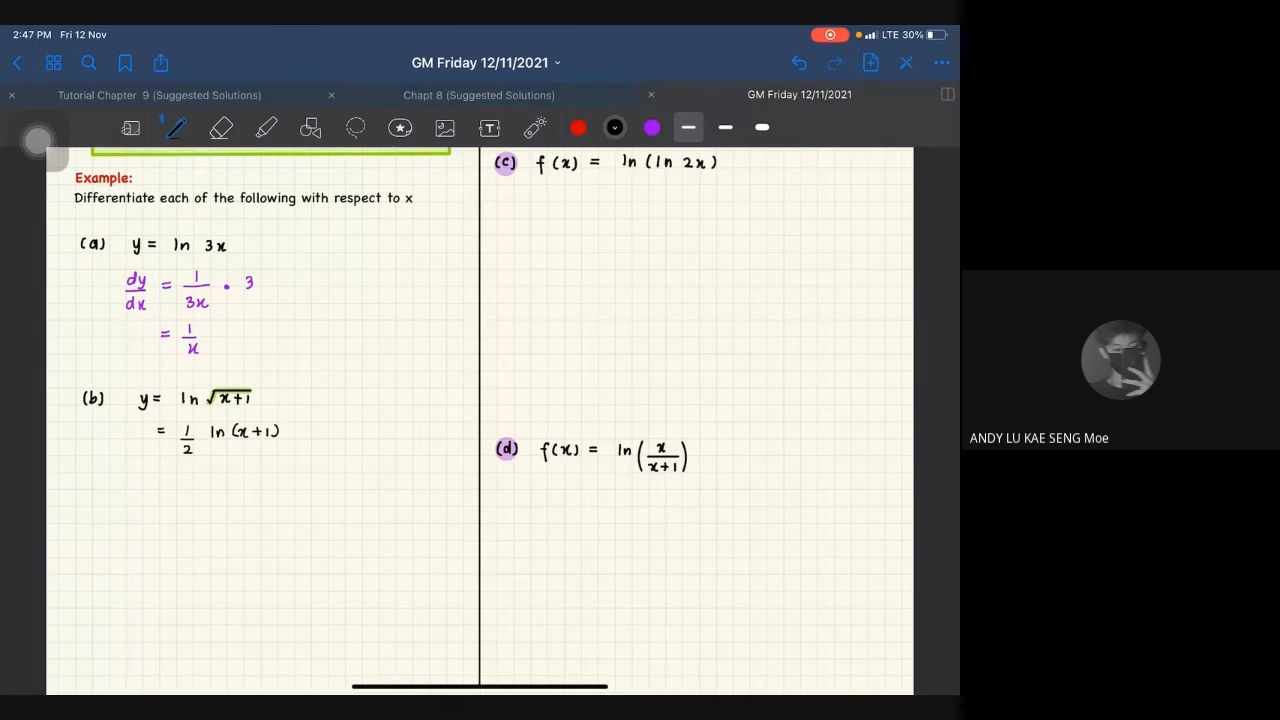 2:47 PM Fri 12 Nov
LTE 30%
GM Friday 12/11/2021
Tutorial Chapter 9 (Suggested Solutions)
Chapt 8 (Suggested Solutions)
GM Friday 12/11/2021
Example:
Differentiate each of the following with respect to x
(a) y = ln 3x
dy/dx = 1/3x · 3
= 1/x
(b) y = ln √(x+1)
= 1/2 ln (x+1)
(c) f(x) = ln (ln 2x)
(d) f(x) = ln (x/(x+1))
ANDY LU KAE SENG Moe